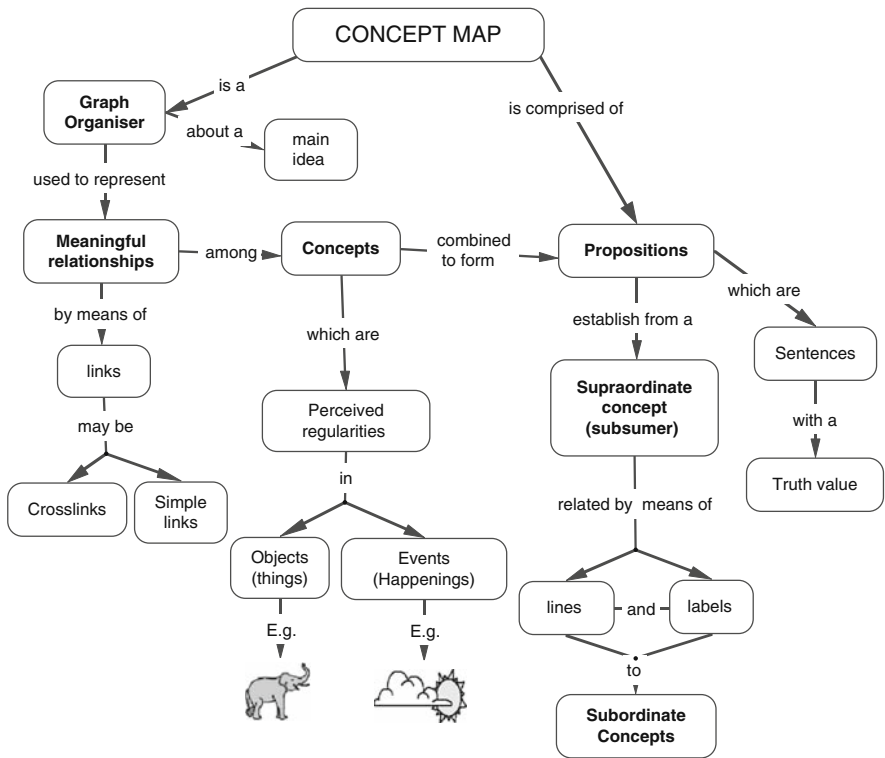 CONCEPT MAP
is a
is comprised of
Graph
Organiser
about a
main
idea
used to represent
Meaningful
relationships
among
Concepts
combined
to form
Propositions
which are
by means of
which are
establish from a
Sentences
links
Supraordinate
concept
(subsumer)
Perceived
regularities
with a
may be
in
Truth value
Crosslinks
Simple
links
related by means of
Objects
(things)
Events
(Happenings)
lines
and
labels
E.g.
E.g.
to
Subordinate
Concepts